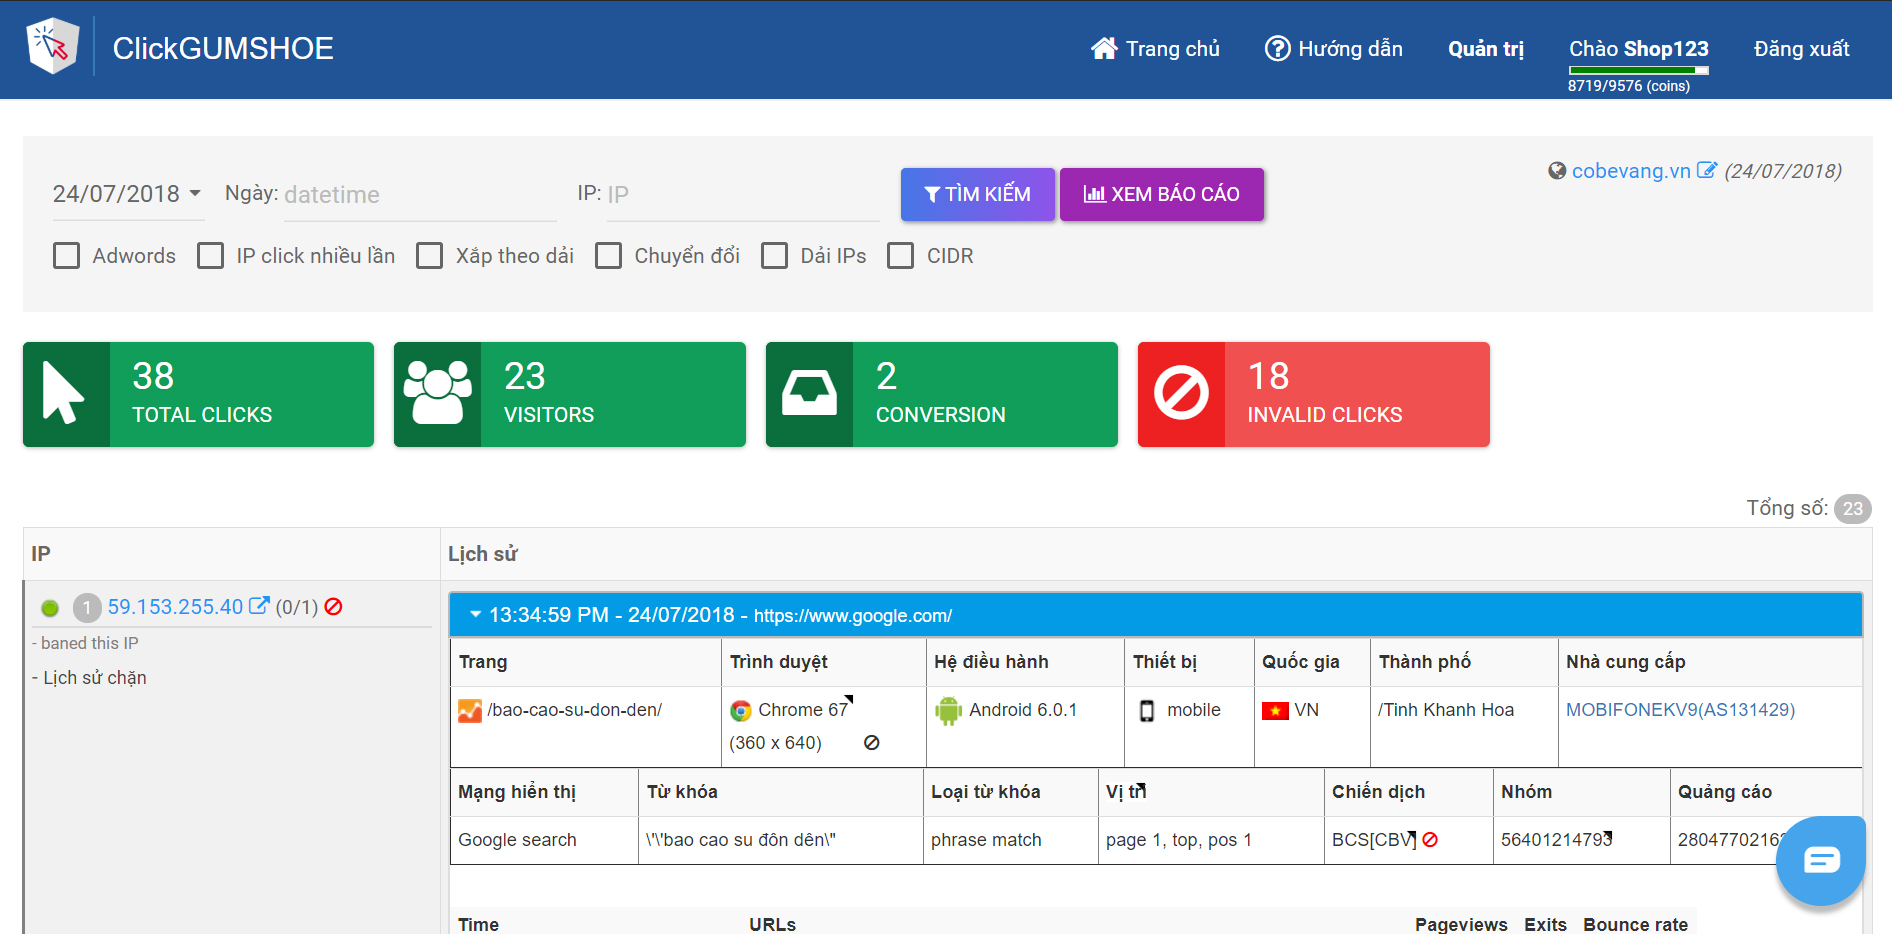 ClickGUMSHOE
Trang chủ
Hướng dẫn
Quản trị
Chào Shop123
8719/9576 (coins)
Đăng xuất
cobevang.vn (24/07/2018)
24/07/2018 Ngày: datetime IP: IP TÌM KIẾM XEM BÁO CÁO
Adwords IP click nhiều lần Xắp theo dải Chuyển đổi Dải IPs CIDR
38
TOTAL CLICKS
23
VISITORS
2
CONVERSION
18
INVALID CLICKS
Tổng số: 23
IP Lịch sử
1 59.153.255.40 (0/1)
- baned this IP
- Lịch sử chặn
13:34:59 PM - 24/07/2018 - https://www.google.com/
Trang Trình duyệt Hệ điều hành Thiết bị Quốc gia Thành phố Nhà cung cấp
/bao-cao-su-don-den/ Chrome 67 Android 6.0.1 mobile VN /Tinh Khanh Hoa MOBIFONEKV9(AS131429)
(360 x 640)
Mạng hiển thị Từ khóa Loại từ khóa Vị trí Chiến dịch Nhóm Quảng cáo
Google search \'\'bao cao su đôn dên\" phrase match page 1, top, pos 1 BCS[CBV] 56401214793
Time URLs Pageviews Exits Bounce rate